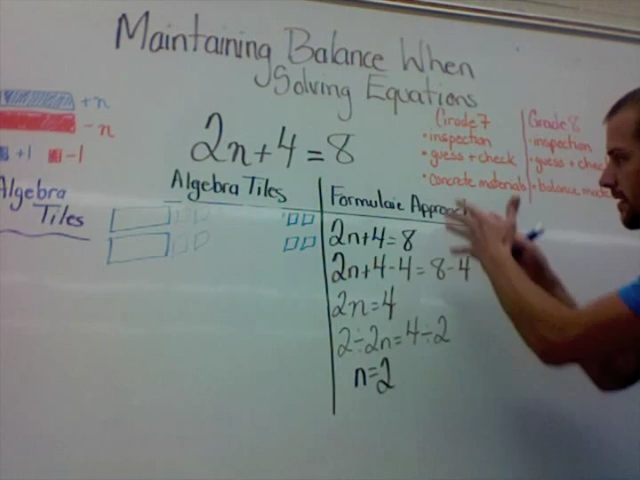 Maintaining Balance When
Solving Equations
+n
-n
+1 -1
Algebra
Tiles
2n+4=8
Grade 7
• inspection
• guess + check
• concrete materials
Grade 8
• inspection
• guess + check
• balance
Algebra Tiles
Formulaic Approach
2n+4=8
2n+4-4=8-4
2n=4
2÷2n=4÷2
n=2